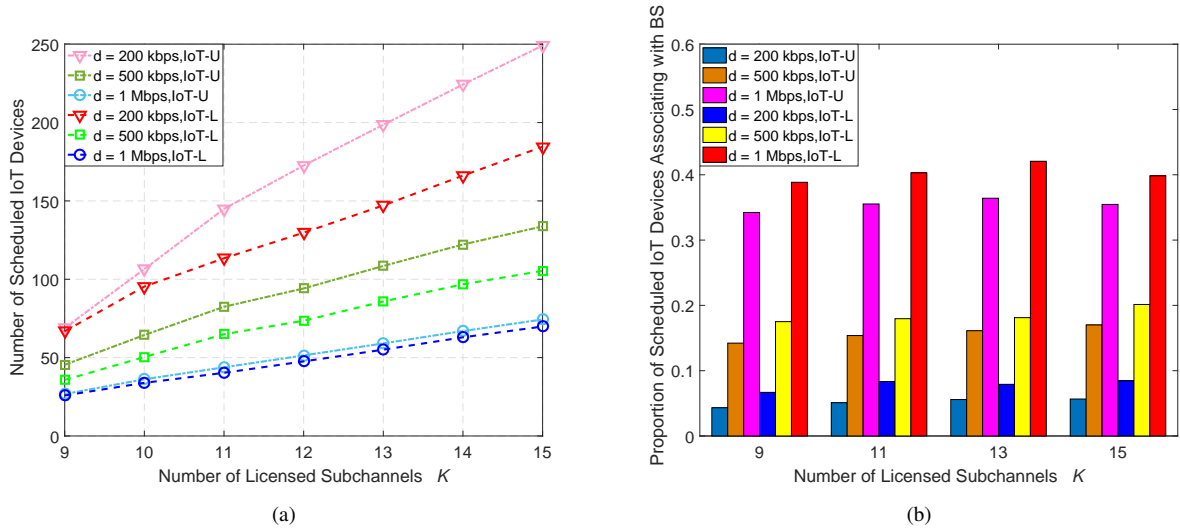 250
200
150
100
50
0
Number of Scheduled IoT Devices
d = 200 kbps,IoT-U
d = 500 kbps,IoT-U
d = 1 Mbps,IoT-U
d = 200 kbps,IoT-L
d = 500 kbps,IoT-L
d = 1 Mbps,IoT-L
9 10 11 12 13 14 15
Number of Licensed Subchannels K
(a)
0.6
0.5
0.4
0.3
0.2
0.1
0
Proportion of Scheduled IoT Devices Associating with BS
d = 200 kbps,IoT-U
d = 500 kbps,IoT-U
d = 1 Mbps,IoT-U
d = 200 kbps,IoT-L
d = 500 kbps,IoT-L
d = 1 Mbps,IoT-L
9 11 13 15
Number of Licensed Subchannels K
(b)